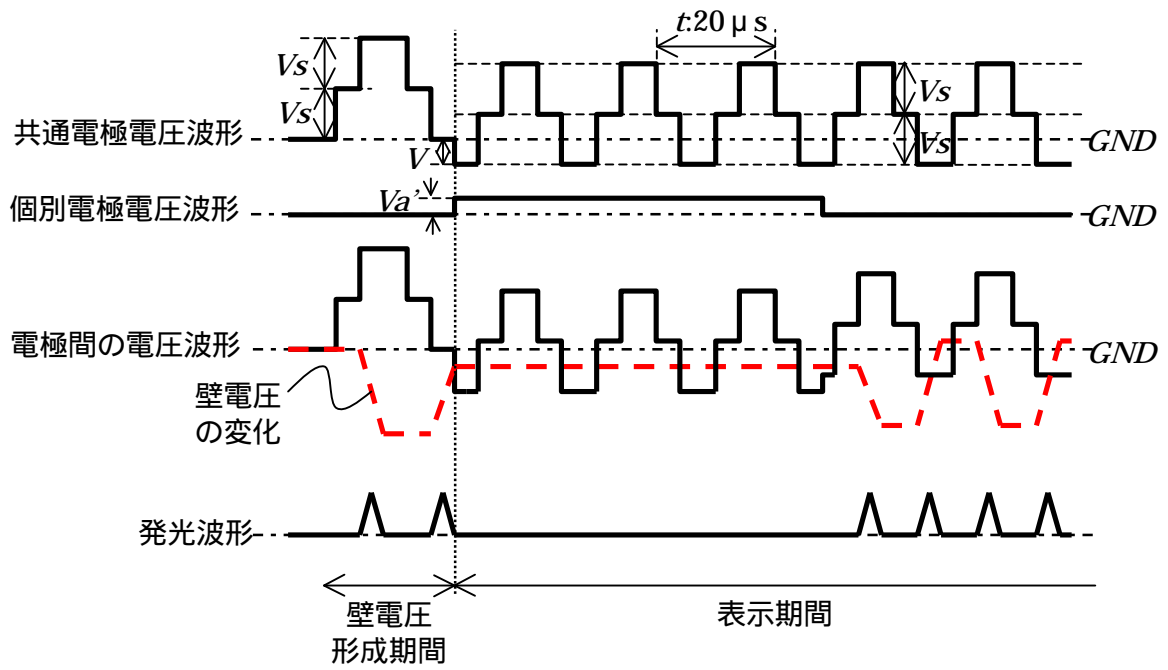 t:20μs
Vs
Vs
Vs
Vs
共通電極電圧波形
V
GND
Va'
個別電極電圧波形
GND
電極間の電圧波形
GND
壁電圧
の変化
発光波形
壁電圧
形成期間
表示期間